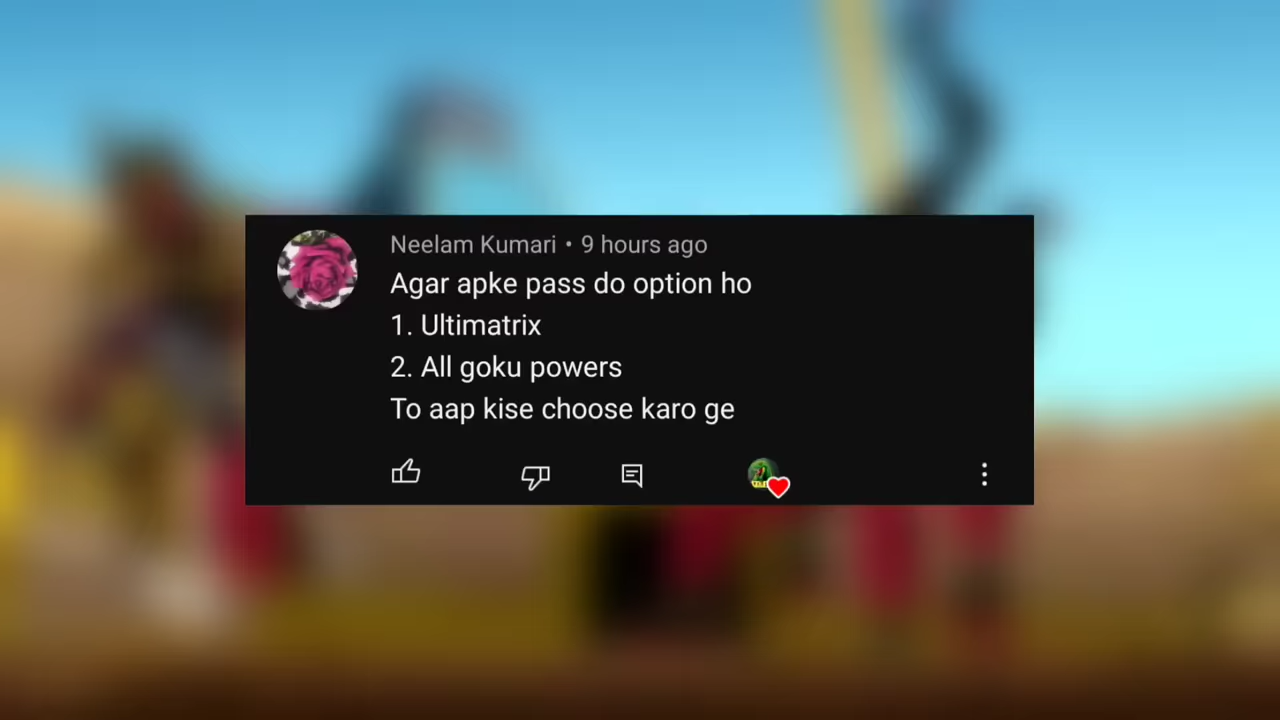 Neelam Kumari • 9 hours ago
Agar apke pass do option ho
1. Ultimatrix
2. All goku powers
To aap kise choose karo ge